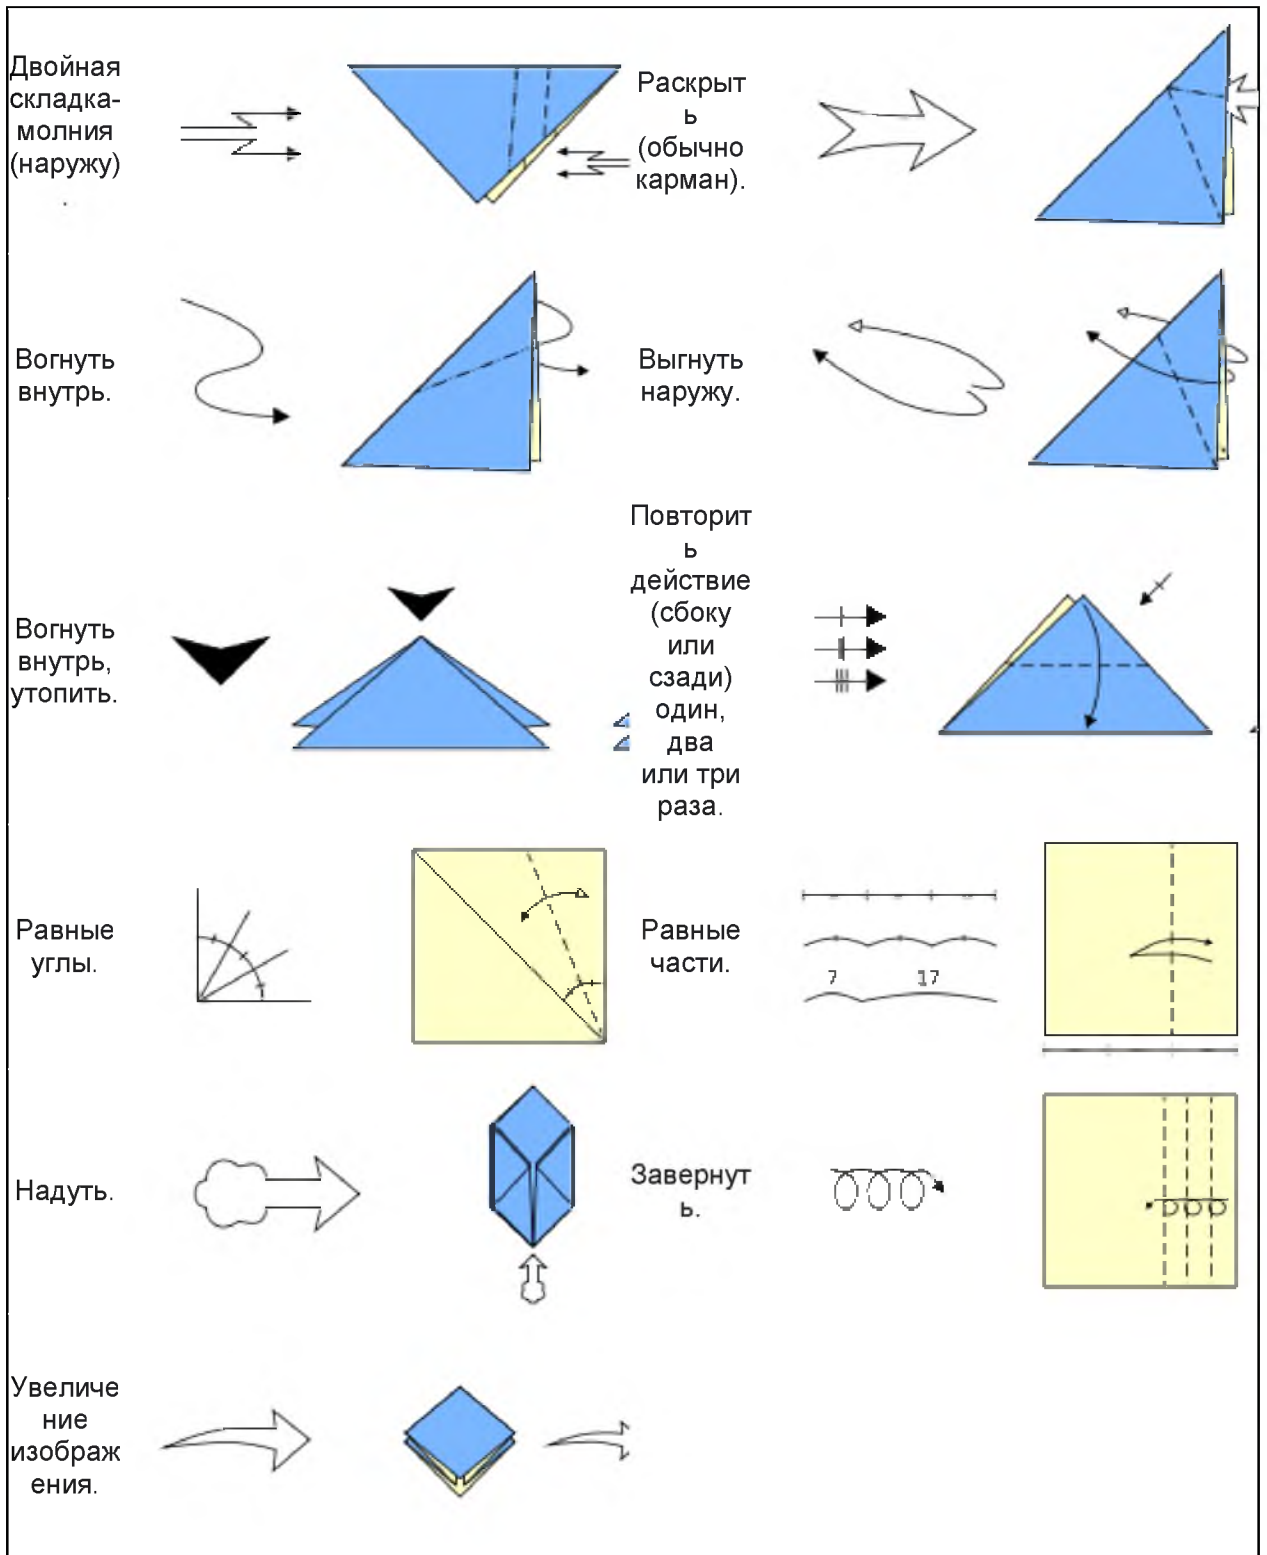 Двойная
складка-
молния
(наружу)
.
Раскрыт
ь
(обычно
карман).
Вогнуть
внутрь.
Выгнуть
наружу.
Вогнуть
внутрь,
утопить.
Повторит
ь
действие
(сбоку
или
сзади)
один,
два
или три
раза.
Равные
углы.
Равные
части.
7 17
Надуть.
Завернут
ь.
Увеличе
ние
изображ
ения.